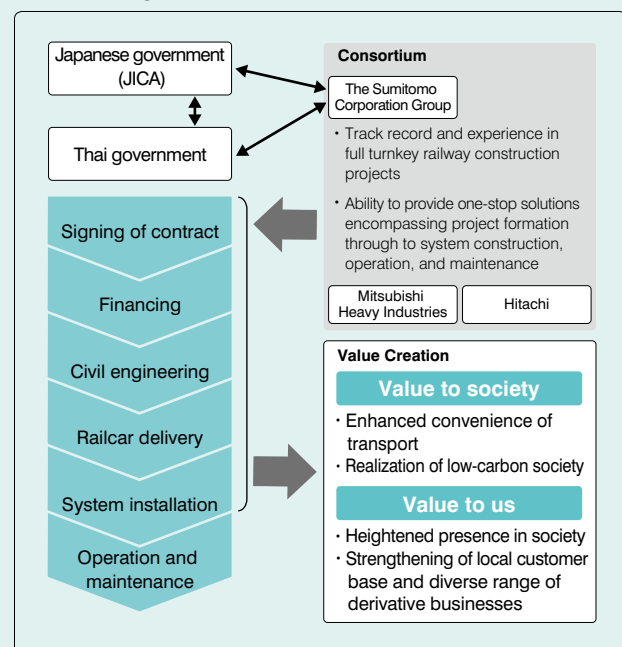 Japanese government
(JICA)
Thai government
Consortium
The Sumitomo
Corporation Group
・Track record and experience in
full turnkey railway construction
projects
・Ability to provide one-stop solutions
encompassing project formation
through to system construction,
operation, and maintenance
Mitsubishi
Heavy Industries
Hitachi
Signing of contract
Financing
Civil engineering
Railcar delivery
System installation
Operation and
maintenance
Value Creation
Value to society
・Enhanced convenience of
transport
・Realization of low-carbon society
Value to us
・Heightened presence in society
・Strengthening of local customer
base and diverse range of
derivative businesses